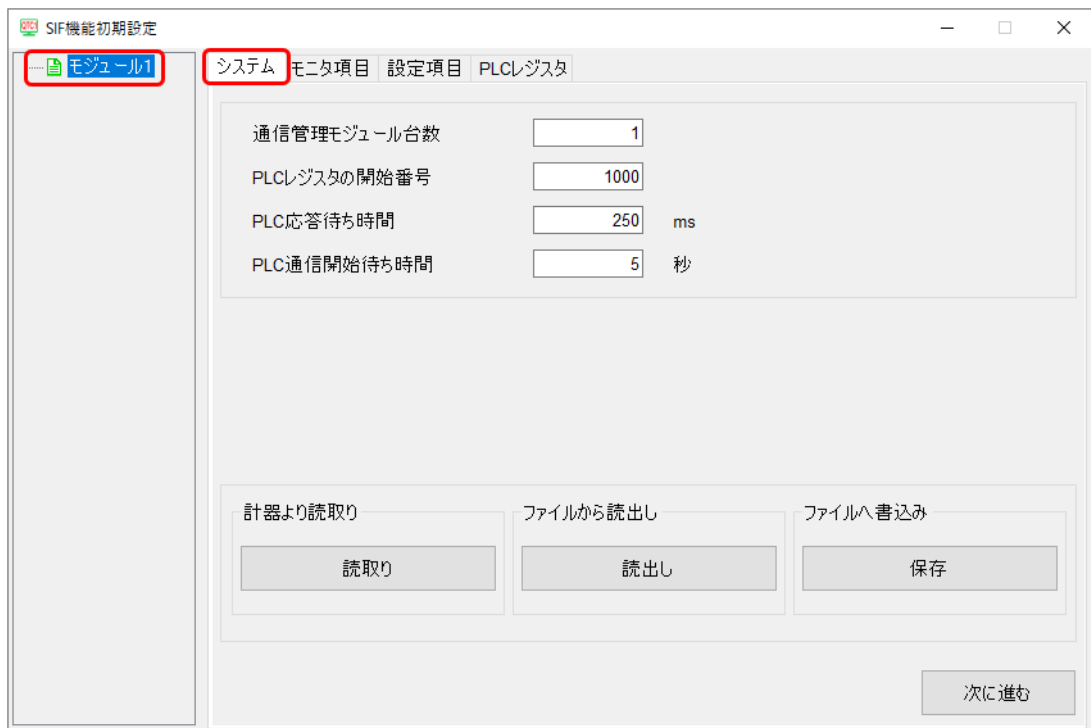 QTC1 SIF機能初期設定
モジュール1
システム モニタ項目 設定項目 PLCレジスタ
通信管理モジュール台数 1
PLCレジスタの開始番号 1000
PLC応答待ち時間 250 ms
PLC通信開始待ち時間 5 秒
計器より読取り ファイルから読出し ファイルへ書込み
読取り 読出し 保存
次に進む